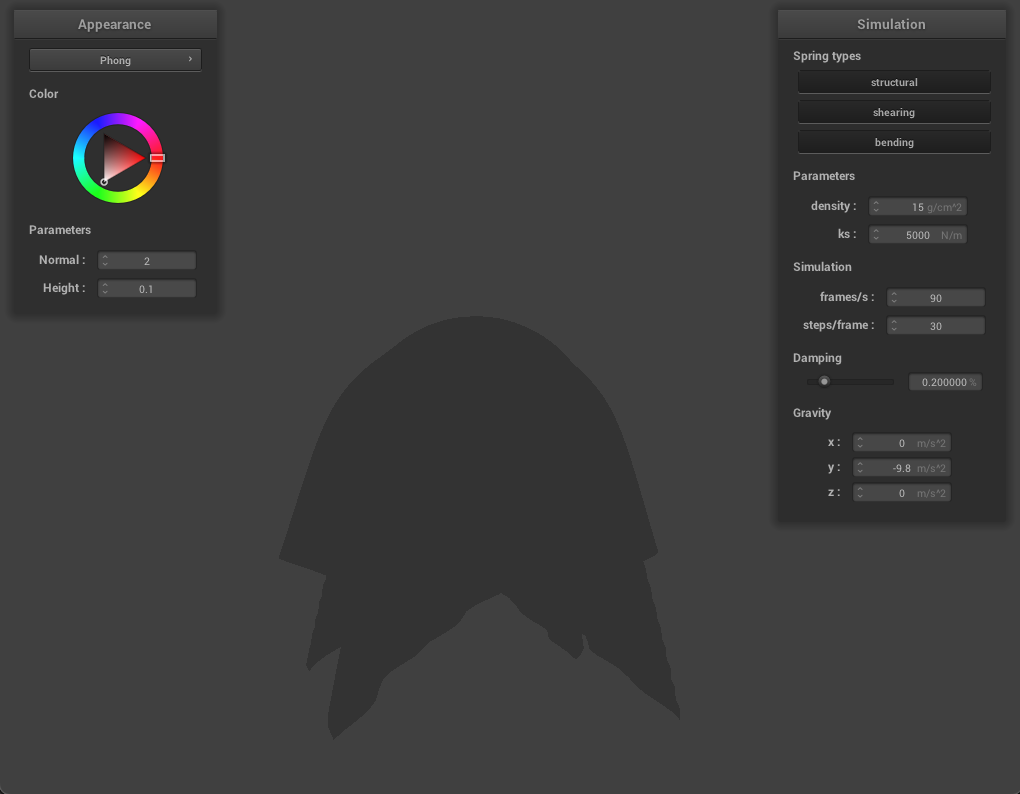 Appearance
Phong
Color
Parameters
Normal : 2
Height : 0.1
Simulation
Spring types
structural
shearing
bending
Parameters
density : 15 g/cm^2
ks : 5000 N/m
Simulation
frames/s : 90
steps/frame : 30
Damping
0.200000 %
Gravity
x : 0 m/s^2
y : -9.8 m/s^2
z : 0 m/s^2